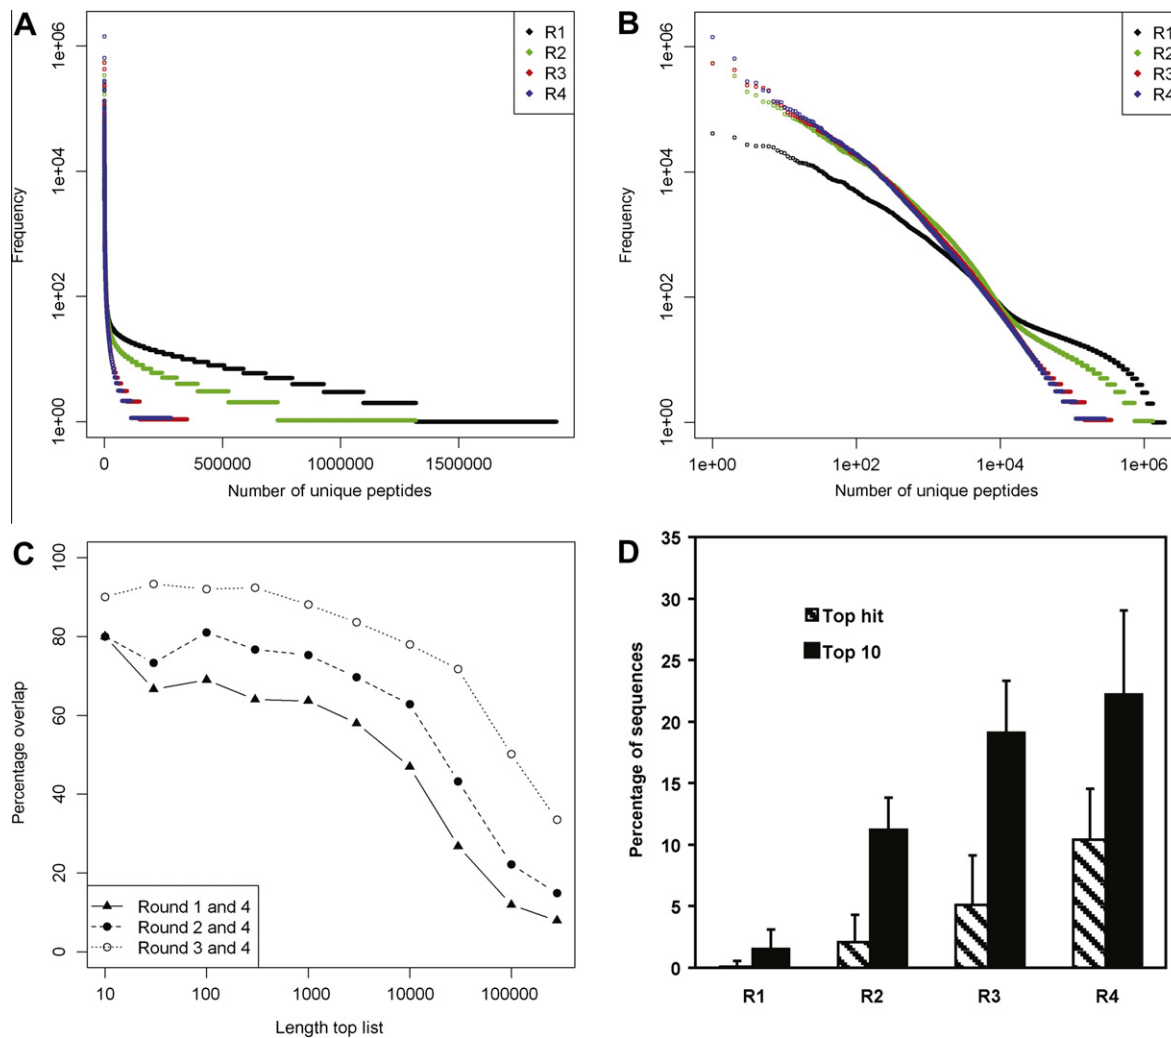 A
R1
R2
R3
R4
Frequency
1e+06
1e+04
1e+02
1e+00
0
500000
1000000
1500000
Number of unique peptides
B
R1
R2
R3
R4
Frequency
1e+06
1e+04
1e+02
1e+00
1e+00
1e+02
1e+04
1e+06
Number of unique peptides
C
Percentage overlap
100
80
60
40
20
0
Round 1 and 4
Round 2 and 4
Round 3 and 4
10
100
1000
10000
100000
Length top list
D
Percentage of sequences
35
30
25
20
15
10
5
0
Top hit
Top 10
R1
R2
R3
R4